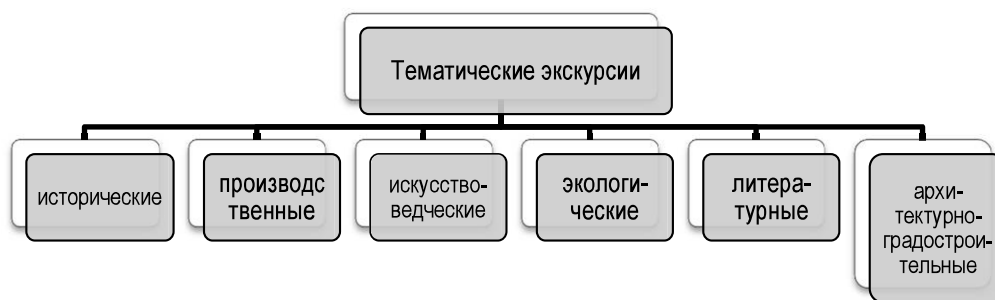 Тематические экскурсии
исторические
производс
твенные
искусство-
ведческие
экологи-
ческие
литера-
турные
архи-
тектурно-
градострои-
тельные